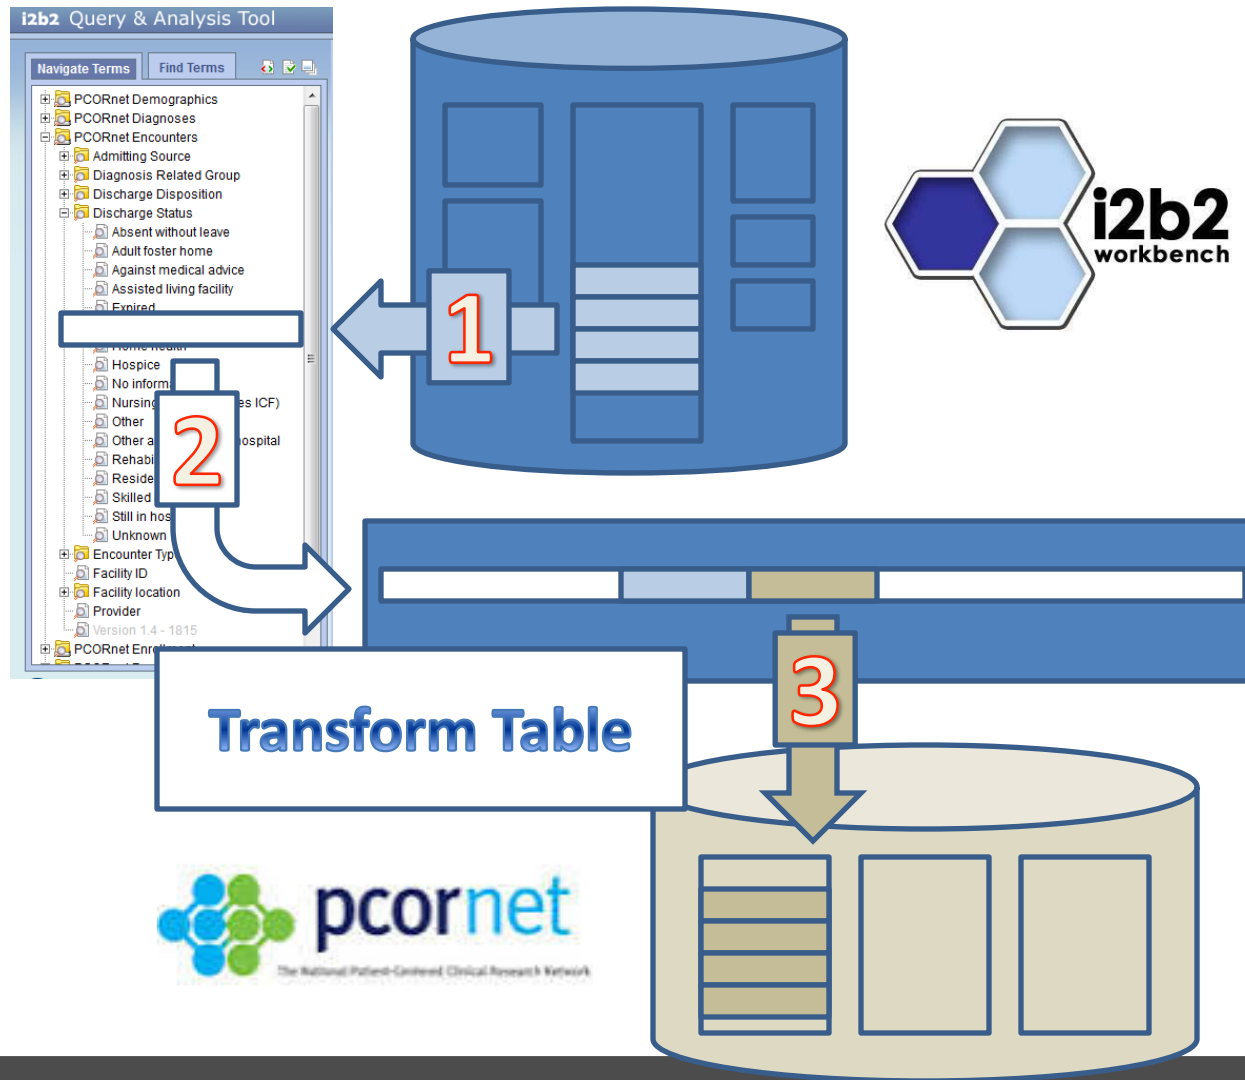 i2b2 Query & Analysis Tool
Navigate Terms
Find Terms
PCORnet Demographics
PCORnet Diagnoses
PCORnet Encounters
Admitting Source
Diagnosis Related Group
Discharge Disposition
Discharge Status
Absent without leave
Adult foster home
Against medical advice
Assisted living facility
Expired
Home health
Hospice
No inform
Nursing es ICF)
Other
Other a ospital
Rehabi
Reside
Skilled
Still in hos
Unknown
Encounter Typ
Facility ID
Facility location
Provider
Version 1.4 - 1815
PCORnet Enr
1
2
3
i2b2
workbench
Transform Table
pcornet
The National Patient-Centered Clinical Research Network